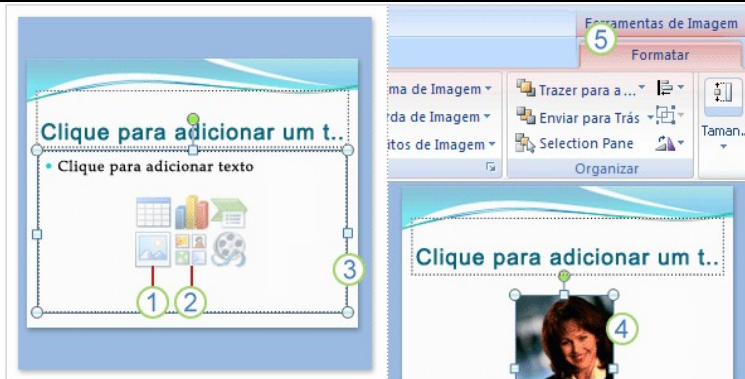 Clique para adicionar um t..
Clique para adicionar texto
1
2
3
Ferramentas de Imagem
5
Formatar
ma de Imagem
da de Imagem
itos de Imagem
Trazer para a ...
Enviar para Trás
Selection Pane
Organizar
Taman..
Clique para adicionar um t..
4